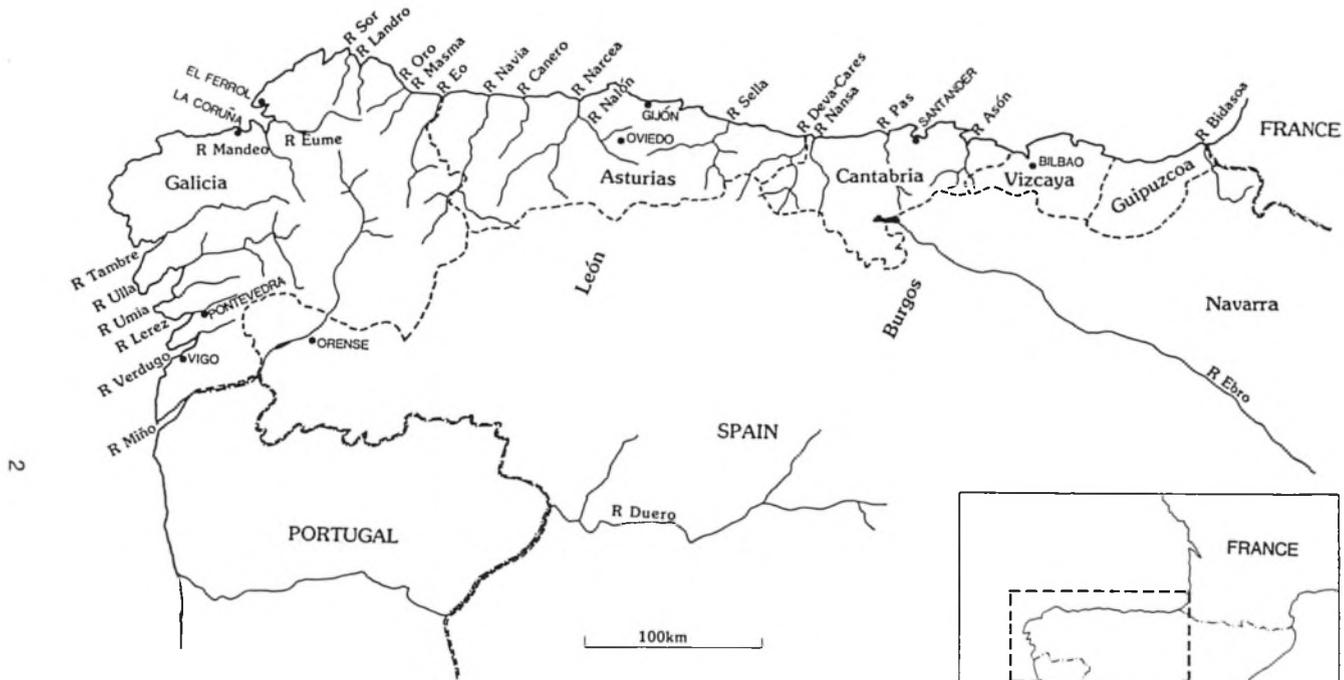 R Sor
R Landro
R Oro
R Masma
R Eo
R Navia
R Canero
R Narcea
R Nalón
R Sella
R Deva-Cares
R Nansa
R Pas
SANTANDER
R Asón
R Bidasoa
FRANCE
EL FERROL
LA CORUÑA
R Mandeo
R Eume
GIJÓN
OVIEDO
BILBAO
Galicia
Asturias
Cantabria
Vizcaya
Guipuzcoa
R Tambre
R Ulla
R Umia
PONTEVEDRA
R Lerez
R Verdugo
VIGO
ORENSE
León
Burgos
Navarra
R Ebro
R Miño
SPAIN
2
R Duero
PORTUGAL
100km
FRANCE